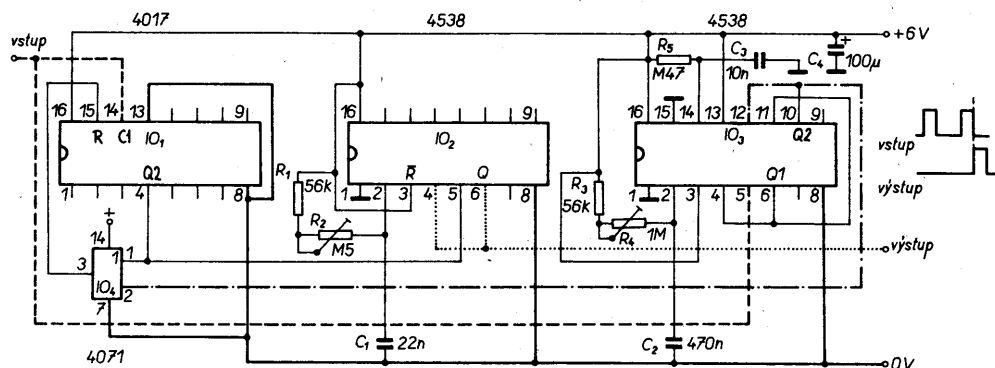 4017 4538 4538
vstup
+6V
R5 M47 C3 10n C4 + 100µ
16 15 14 13 9 16 9 16 15 14 13 12 11 10 9
R C1 IO1 IO2 IO3 Q2
Q2 R̅ Q Q1
1 4 8 1 2 3 4 5 6 8 1 2 3 4 5 6 8
R1 56k R2 M5
R3 56k R4 1M
vstup
výstup
výstup
+
14
3 1 1
IO4 2
7
4071
C1 22n C2 470n
0V